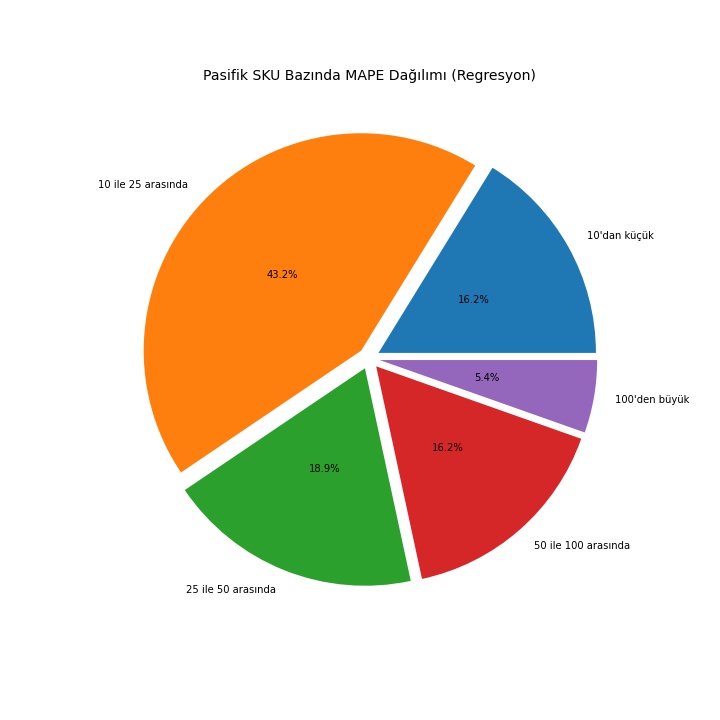 Pasifik SKU Bazında MAPE Dağılımı (Regresyon)
10 ile 25 arasında
10'dan küçük
43.2%
16.2%
5.4%
100'den büyük
16.2%
18.9%
50 ile 100 arasında
25 ile 50 arasında